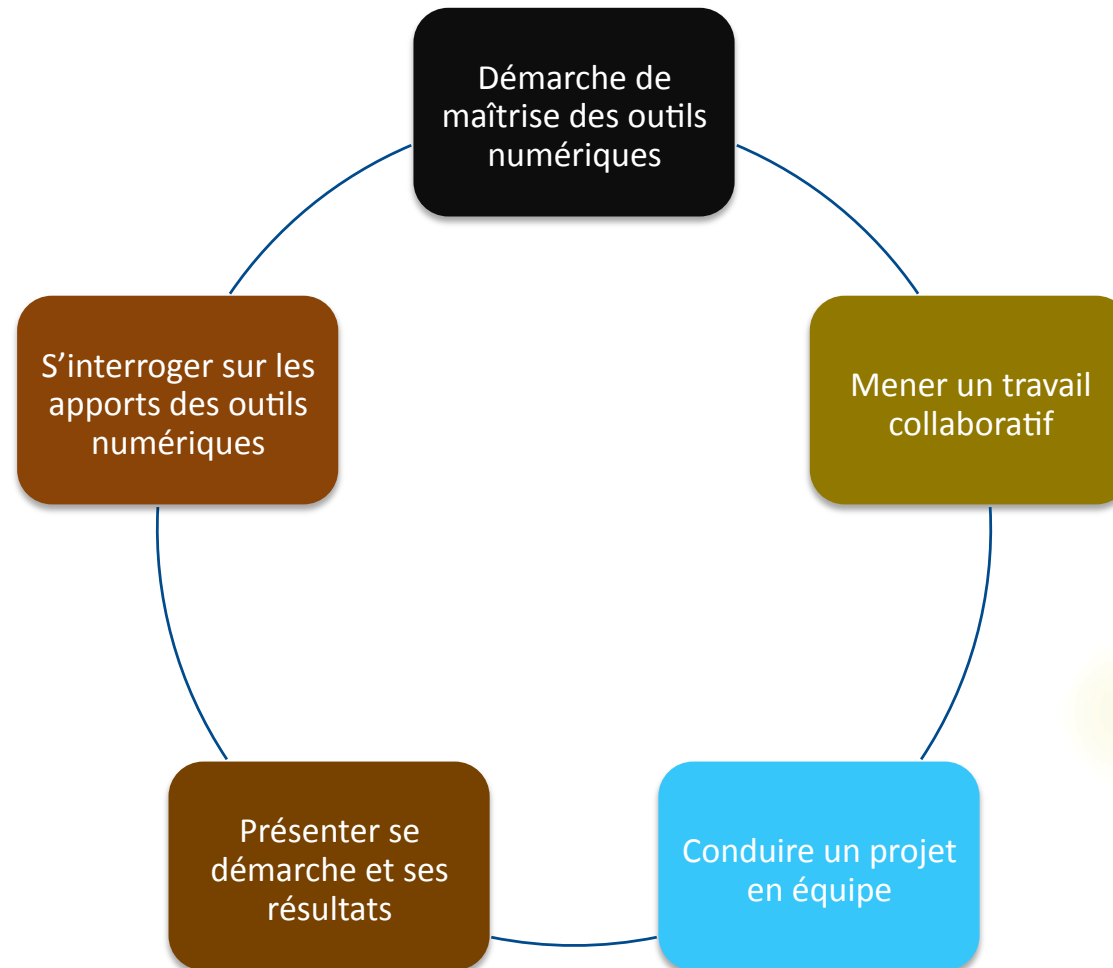 Démarche de
maîtrise des outils
numériques
Mener un travail
collaboratif
Conduire un projet
en équipe
Présenter se
démarche et ses
résultats
S’interroger sur les
apports des outils
numériques